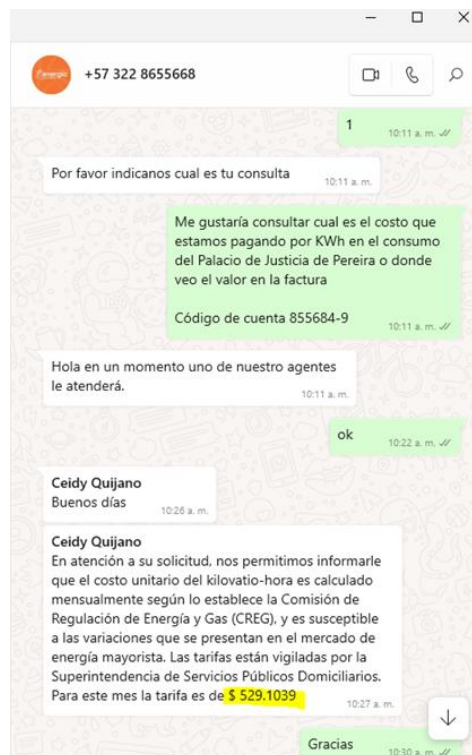 +57 322 8655668
1
10:11 a. m.
Por favor indicanos cual es tu consulta
10:11 a. m.
Me gustaría consultar cual es el costo que
estamos pagando por KWh en el consumo
del Palacio de Justicia de Pereira o donde
veo el valor en la factura
Código de cuenta 855684-9
10:11 a. m.
Hola en un momento uno de nuestro agentes
le atenderá.
10:11 a. m.
ok
10:22 a. m.
Ceidy Quijano
Buenos días
10:26 a. m.
Ceidy Quijano
En atención a su solicitud, nos permitimos informarle
que el costo unitario del kilovatio-hora es calculado
mensualmente según lo establece la Comisión de
Regulación de Energía y Gas (CREG), y es susceptible
a las variaciones que se presentan en el mercado de
energía mayorista. Las tarifas están vigiladas por la
Superintendencia de Servicios Públicos Domiciliarios.
Para este mes la tarifa es de $ 529.1039
10:27 a. m.
Gracias
10:30 a. m.